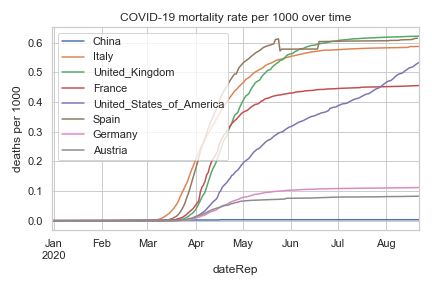 COVID-19 mortality rate per 1000 over time
deaths per 1000
0.6
0.5
0.4
0.3
0.2
0.1
0.0
China
Italy
United_Kingdom
France
United_States_of_America
Spain
Germany
Austria
Jan Feb Mar Apr May Jun Jul Aug
2020
dateRep